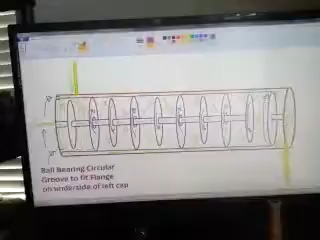 Ball Bearing Circular
Groove to fit Flange
on underside of left cap